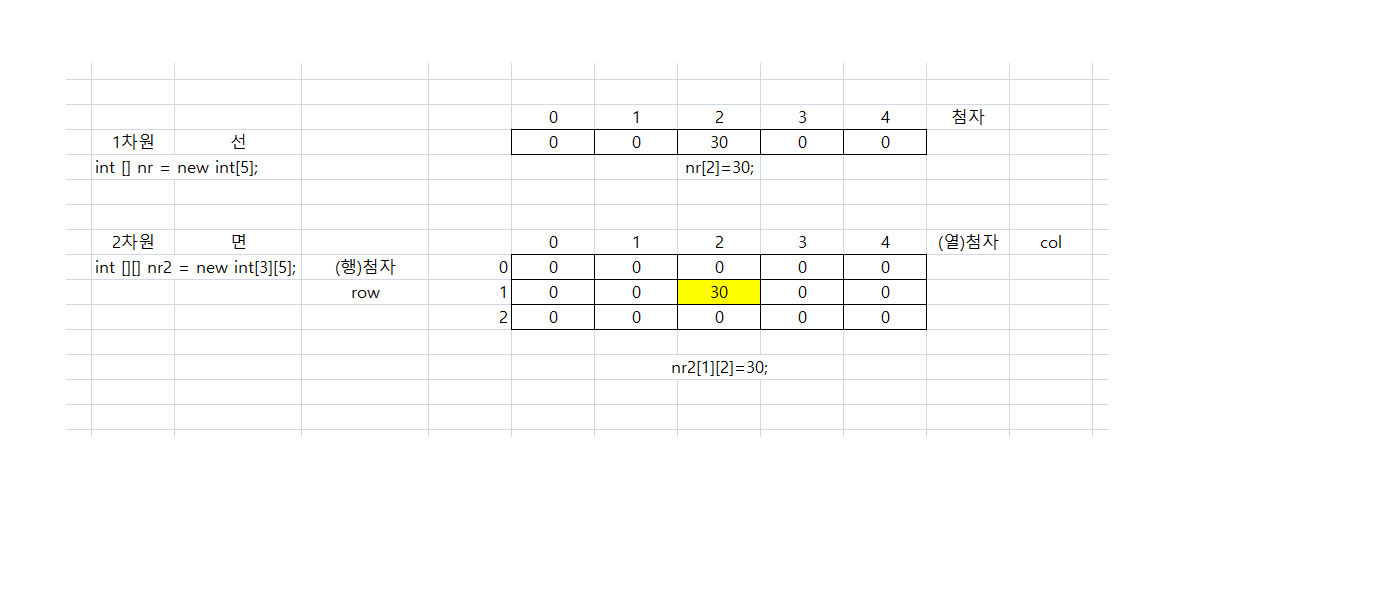 0 1 2 3 4 첨자
1차원 선 0 0 30 0 0
int [] nr = new int[5]; nr[2]=30;
2차원 면 0 1 2 3 4 (열)첨자 col
int [][] nr2 = new int[3][5]; (행)첨자 0 0 0 0 0 0
row 1 0 0 30 0 0
2 0 0 0 0 0
nr2[1][2]=30;